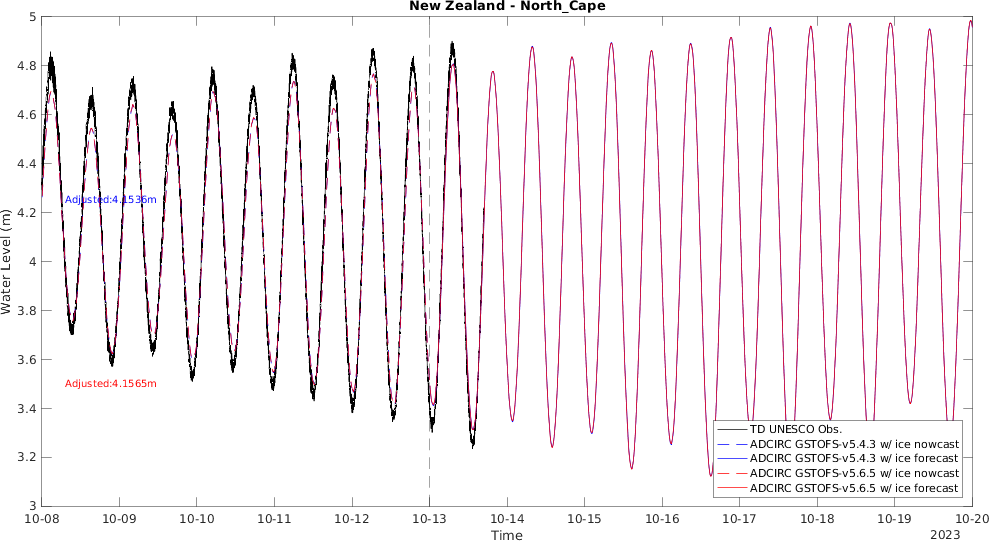 New Zealand - North_Cape
5
4.8
4.6
4.4
4.2
4
3.8
3.6
3.4
3.2
3
Water Level (m)
Adjusted:4.1536m
Adjusted:4.1565m
TD UNESCO Obs.
ADCIRC GSTOFS-v5.4.3 w/ ice nowcast
ADCIRC GSTOFS-v5.4.3 w/ ice forecast
ADCIRC GSTOFS-v5.6.5 w/ ice nowcast
ADCIRC GSTOFS-v5.6.5 w/ ice forecast
10-08 10-09 10-10 10-11 10-12 10-13 10-14 10-15 10-16 10-17 10-18 10-19 10-20
Time
2023